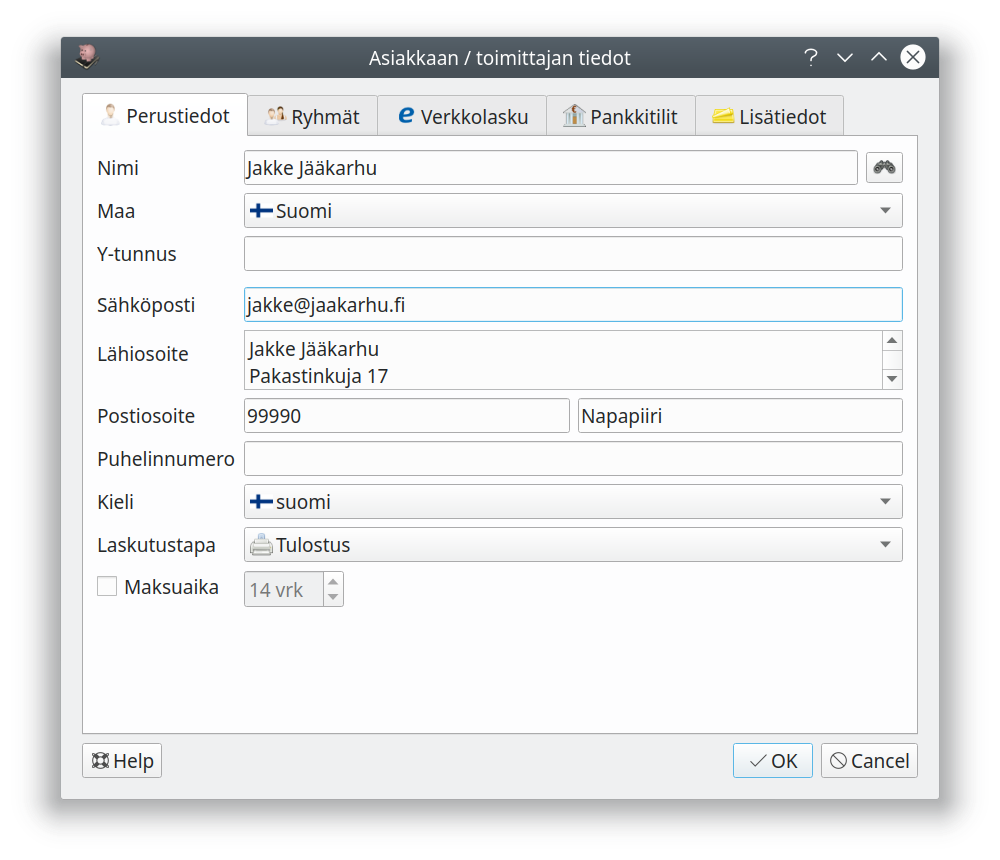 Asiakkaan / toimittajan tiedot
Perustiedot Ryhmät Verkkolasku Pankkitilit Lisätiedot
Nimi Jakke Jääkarhu
Maa Suomi
Y-tunnus
Sähköposti jakke@jaakarhu.fi
Lähiosoite Jakke Jääkarhu
Pakastinkuja 17
Postiosoite 99990 Napapiiri
Puhelinnumero
Kieli suomi
Laskutustapa Tulostus
Maksuaika 14 vrk
Help OK Cancel